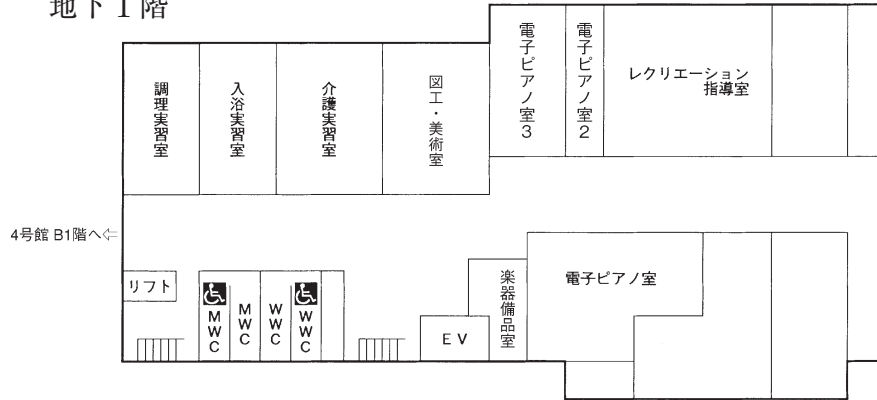 地下1階
調理実習室
入浴実習室
介護実習室
図工・美術室
電子ピアノ室3
電子ピアノ室2
レクリエーション
指導室
4号館 B1階へ⇦
リフト
MWC
MWC
WWC
WWC
EV
楽器備品室
電子ピアノ室